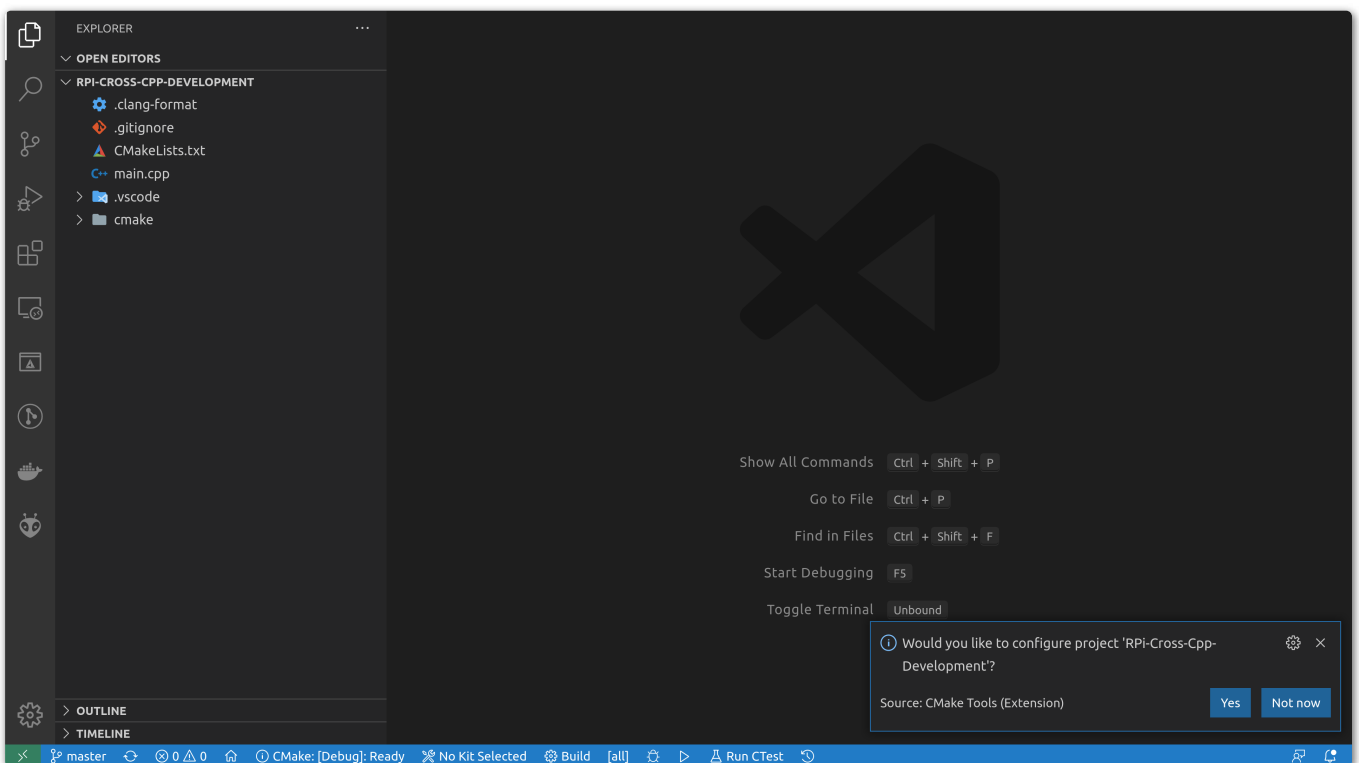 EXPLORER
OPEN EDITORS
RPI-CROSS-CPP-DEVELOPMENT
.clang-format
.gitignore
CMakeLists.txt
C++ main.cpp
.vscode
cmake
OUTLINE
TIMELINE
Show All Commands Ctrl + Shift + P
Go to File Ctrl + P
Find in Files Ctrl + Shift + F
Start Debugging F5
Toggle Terminal Unbound
Would you like to configure project 'RPi-Cross-Cpp-
Development'?
Source: CMake Tools (Extension) Yes Not now
master 0 0 CMake: [Debug]: Ready No Kit Selected Build [all] Run CTest